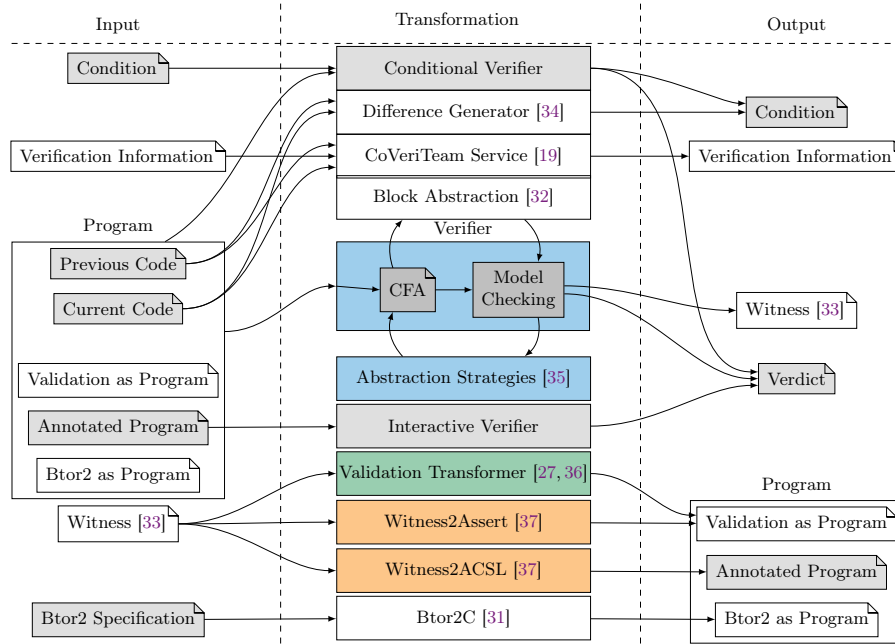 Input
Transformation
Output
Condition
Conditional Verifier
Difference Generator [34]
Condition
Verification Information
CoVeriTeam Service [19]
Verification Information
Block Abstraction [32]
Program
Verifier
Previous Code
CFA
Model
Checking
Current Code
Witness [33]
Validation as Program
Abstraction Strategies [35]
Verdict
Annotated Program
Interactive Verifier
Btor2 as Program
Validation Transformer [27, 36]
Program
Witness [33]
Witness2Assert [37]
Validation as Program
Witness2ACSL [37]
Annotated Program
Btor2 Specification
Btor2C [31]
Btor2 as Program